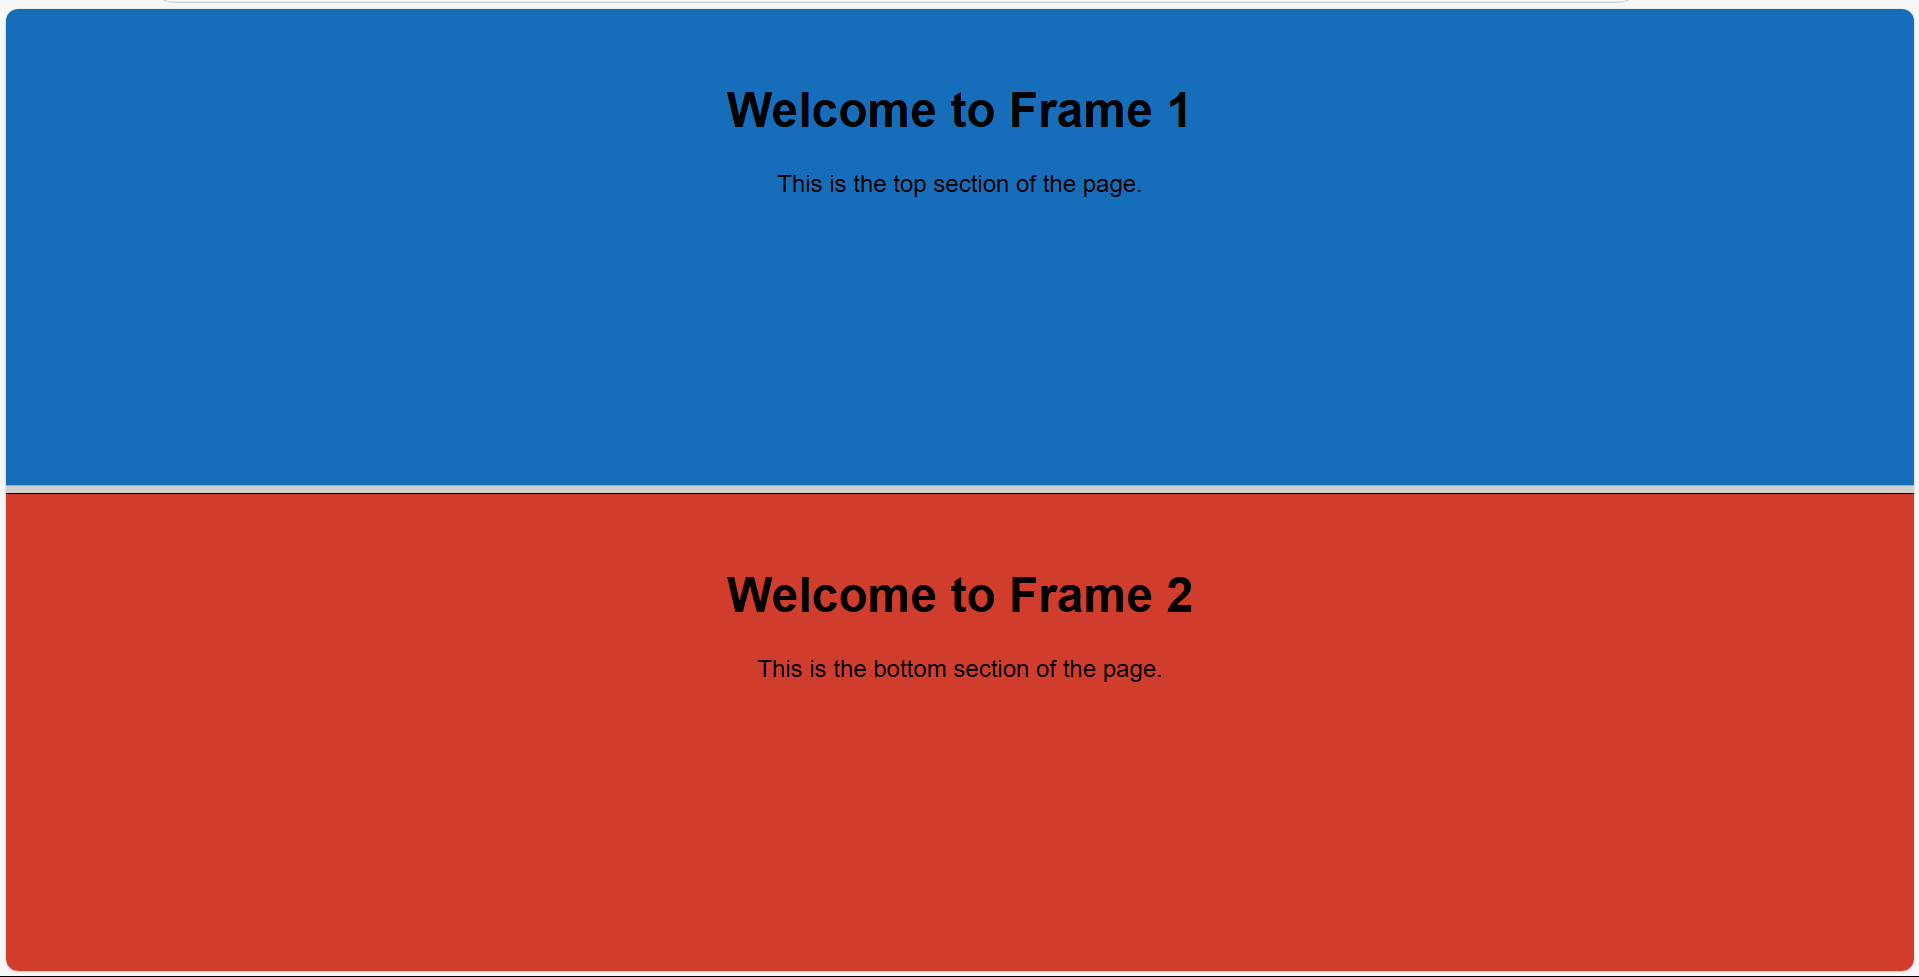 Welcome to Frame 1
This is the top section of the page.
Welcome to Frame 2
This is the bottom section of the page.